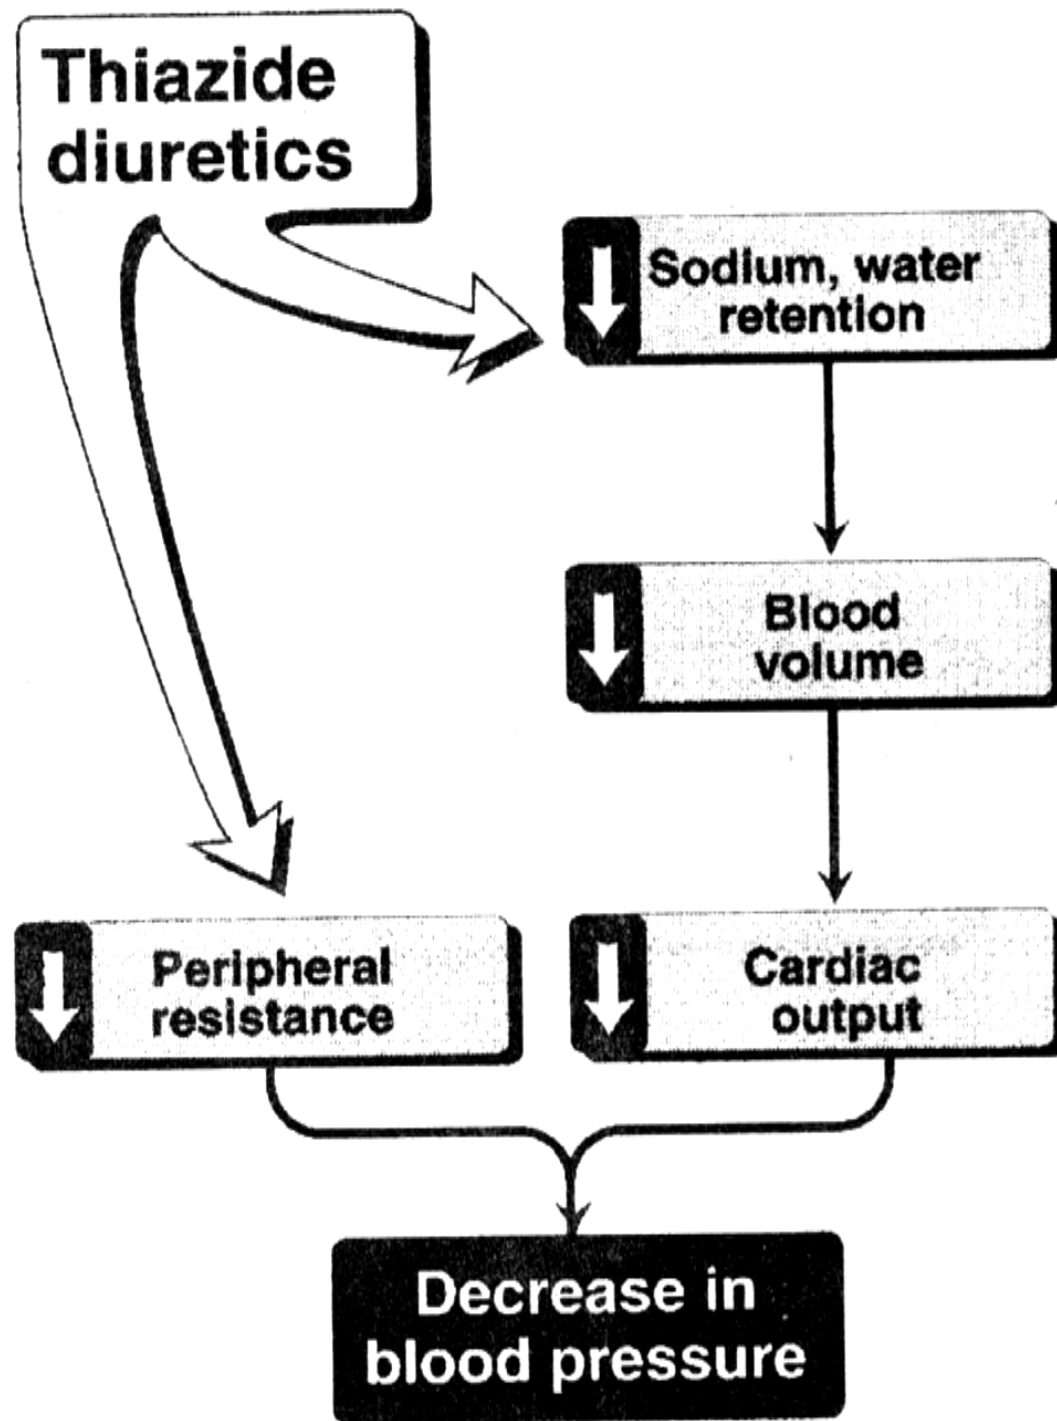 Thiazide
diuretics
Sodium, water
retention
Blood
volume
Peripheral
resistance
Cardiac
output
Decrease in
blood pressure